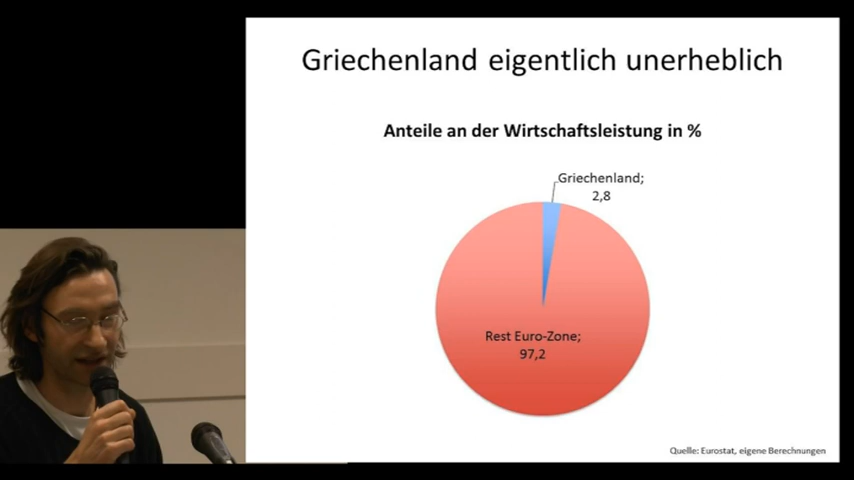 Griechenland eigentlich unerheblich
Anteile an der Wirtschaftsleistung in %
Griechenland;
2,8
Rest Euro-Zone;
97,2
Quelle: Eurostat, eigene Berechnungen